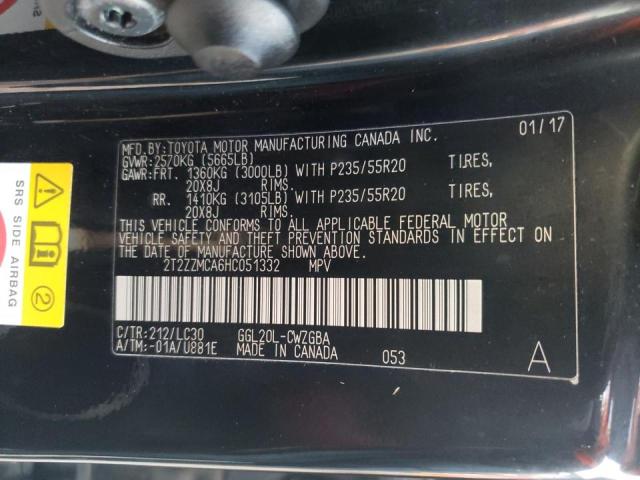 MFD.BY:TOYOTA MOTOR MANUFACTURING CANADA INC. 01/17
GVWR:2570KG (5665LB)
GAWR:FRT. 1360KG (3000LB) WITH P235/55R20 TIRES,
20X8J RIMS.
RR. 1410KG (3105LB) WITH P235/55R20 TIRES,
20X8J RIMS.
THIS VEHICLE CONFORMS TO ALL APPLICABLE FEDERAL MOTOR
VEHICLE SAFETY AND THEFT PREVENTION STANDARDS IN EFFECT ON
THE DATE OF MANUFACTURE SHOWN ABOVE.
2T2ZZMCA6HC051332 MPV
C/TR:212/LC30 GGL20L-CWZGBA
A/TM:-01A/U881E MADE IN CANADA 053 A
SRS SIDE AIRBAG
2